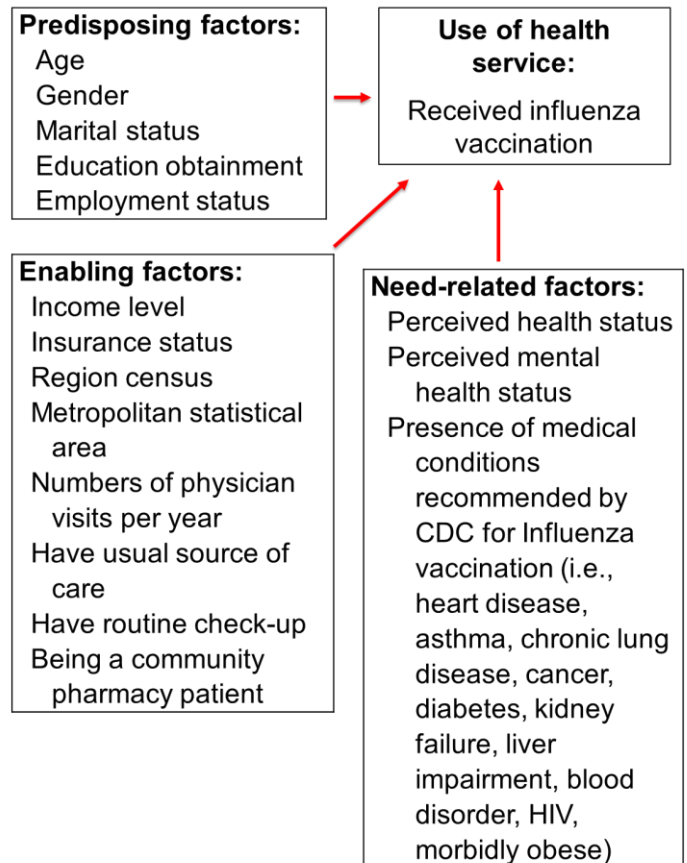 Predisposing factors:
Age
Gender
Marital status
Education obtainment
Employment status
Use of health
service:
Received influenza
vaccination
Enabling factors:
Income level
Insurance status
Region census
Metropolitan statistical
area
Numbers of physician
visits per year
Have usual source of
care
Have routine check-up
Being a community
pharmacy patient
Need-related factors:
Perceived health status
Perceived mental
health status
Presence of medical
conditions
recommended by
CDC for Influenza
vaccination (i.e.,
heart disease,
asthma, chronic lung
disease, cancer,
diabetes, kidney
failure, liver
impairment, blood
disorder, HIV,
morbidly obese)